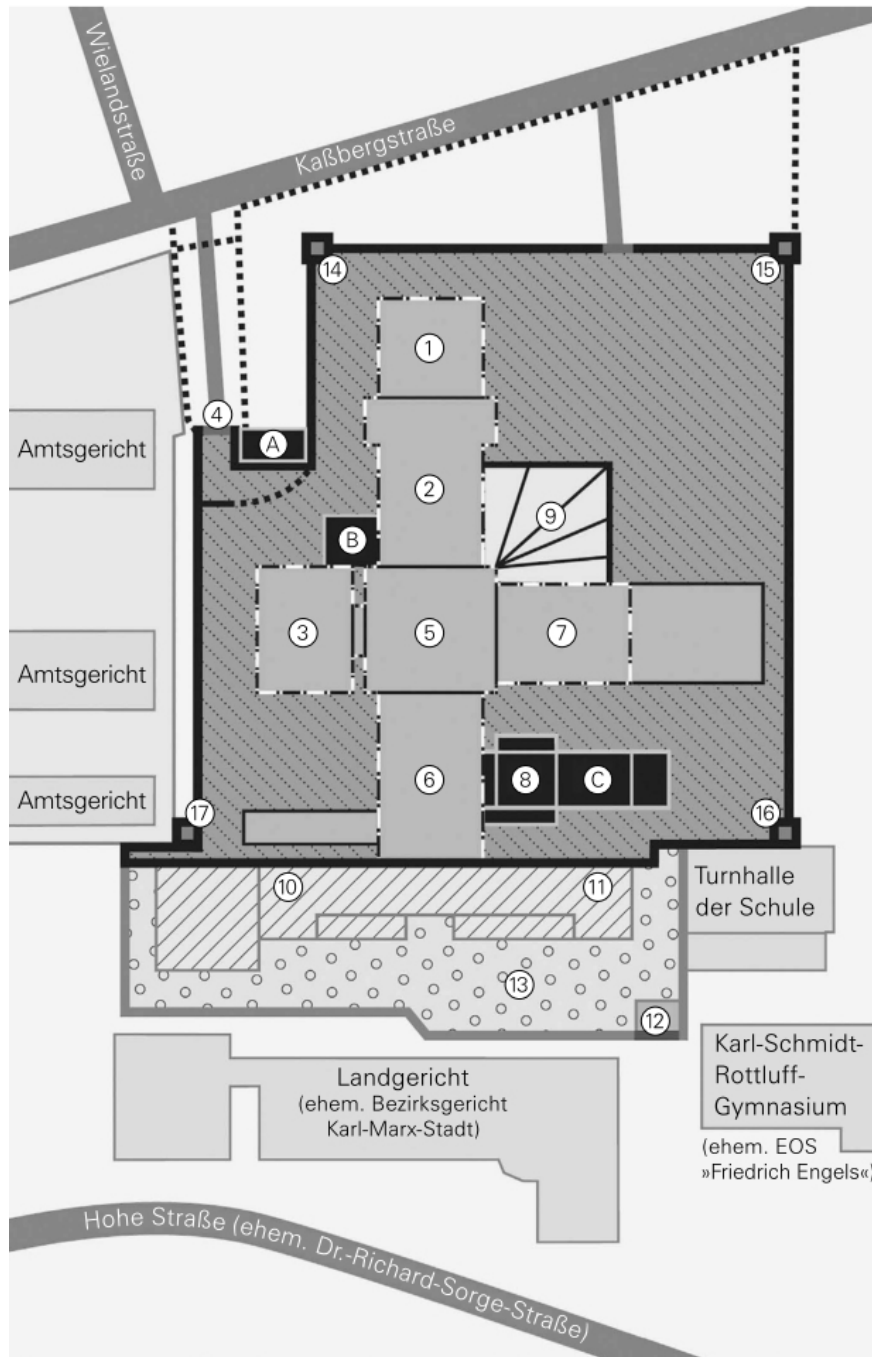 Wielandstraße
Kaßbergstraße
14
15
1
4
A
Amtsgericht
2
9
B
3
5
7
Amtsgericht
6
8
C
Amtsgericht
17
16
10
11
Turnhalle
der Schule
13
12
Landgericht
(ehem. Bezirksgericht
Karl-Marx-Stadt)
Karl-Schmidt-
Rottluff-
Gymnasium
(ehem. EOS
»Friedrich Engels«)
Hohe Straße (ehem. Dr.-Richard-Sorge-Straße)